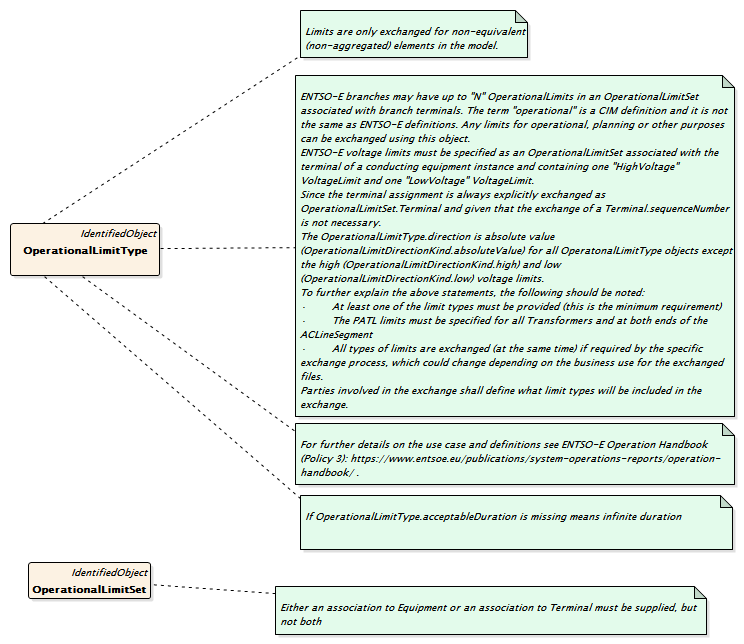 Limits are only exchanged for non-equivalent
(non-aggregated) elements in the model.
ENTSO-E branches may have up to "N" OperationalLimits in an OperationalLimitSet
associated with branch terminals. The term "operational" is a CIM definition and it is not
the same as ENTSO-E definitions. Any limits for operational, planning or other purposes
can be exchanged using this object.
ENTSO-E voltage limits must be specified as an OperationalLimitSet associated with the
terminal of a conducting equipment instance and containing one "HighVoltage"
VoltageLimit and one "LowVoltage" VoltageLimit.
Since the terminal assignment is always explicitly exchanged as
OperationalLimitSet.Terminal and given that the exchange of a Terminal.sequenceNumber
is not necessary.
The OperationalLimitType.direction is absolute value
(OperationalLimitDirectionKind.absoluteValue) for all OperatonalLimitType objects except
the high (OperationalLimitDirectionKind.high) and low
(OperationalLimitDirectionKind.low) voltage limits.
To further explain the above statements, the following should be noted:
- At least one of the limit types must be provided (this is the minimum requirement)
- The PATL limits must be specified for all Transformers and at both ends of the
ACLineSegment
- All types of limits are exchanged (at the same time) if required by the specific
exchange process, which could change depending on the business use for the exchanged
files.
Parties involved in the exchange shall define what limit types will be included in the
exchange.
IdentifiedObject
OperationalLimitType
For further details on the use case and definitions see ENTSO-E Operation Handbook
(Policy 3): https://www.entsoe.eu/publications/system-operations-reports/operation-
handbook/ .
If OperationalLimitType.acceptableDuration is missing means infinite duration
IdentifiedObject
OperationalLimitSet
Either an association to Equipment or an association to Terminal must be supplied, but
not both